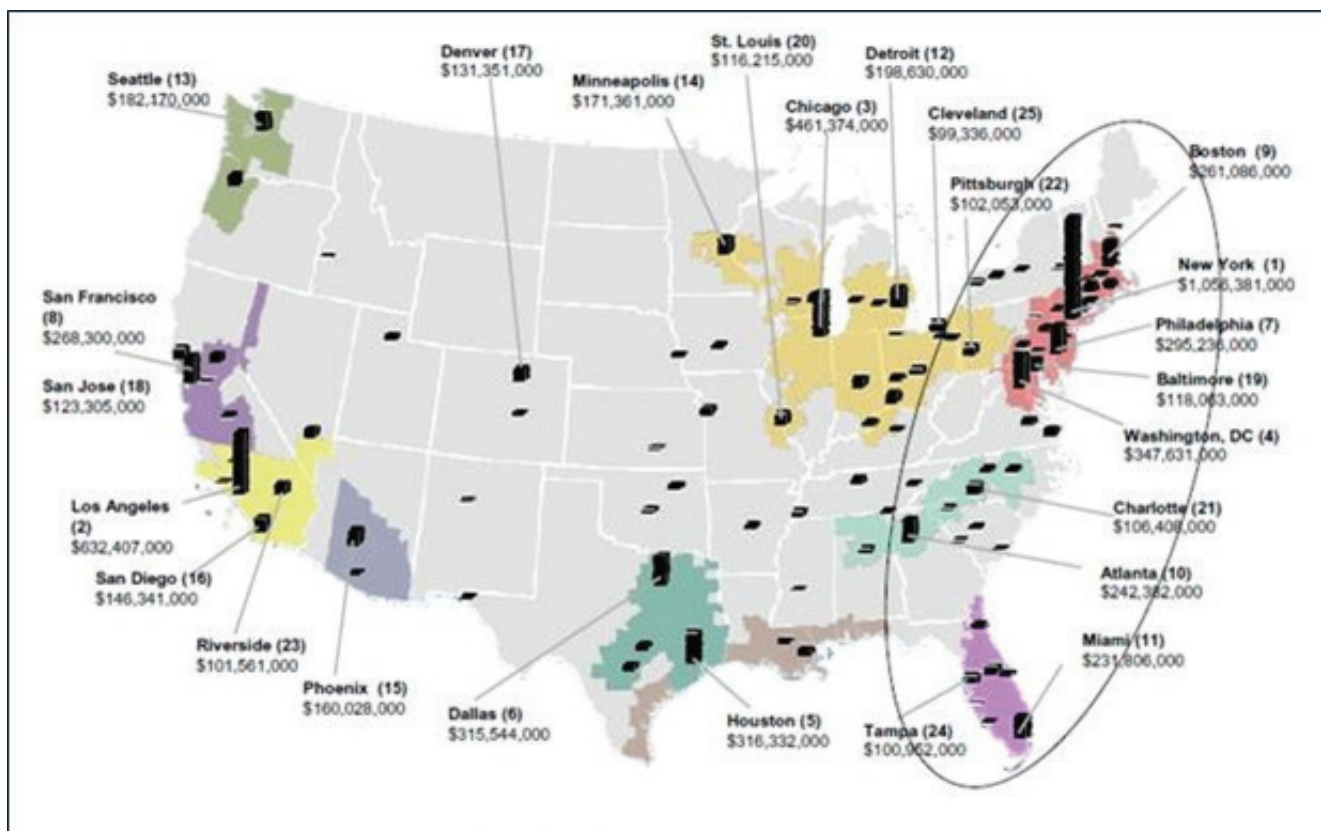 Seattle (13)
$182,170,000
Denver (17)
$131,351,000
Minneapolis (14)
$171,361,000
St. Louis (20)
$116,215,000
Chicago (3)
$461,374,000
Detroit (12)
$198,630,000
Cleveland (25)
$99,336,000
Pittsburgh (22)
$102,053,000
Boston (9)
$261,086,000
New York (1)
$1,056,381,000
Philadelphia (7)
$295,236,000
Baltimore (19)
$118,063,000
Washington, DC (4)
$347,631,000
Charlotte (21)
$106,408,000
Atlanta (10)
$242,382,000
Miami (11)
$231,806,000
Tampa (24)
$100,952,000
Houston (5)
$316,332,000
Dallas (6)
$315,544,000
Phoenix (15)
$160,028,000
Riverside (23)
$101,561,000
San Diego (16)
$146,341,000
Los Angeles
(2)
$632,407,000
San Jose (18)
$123,305,000
San Francisco
(8)
$268,300,000